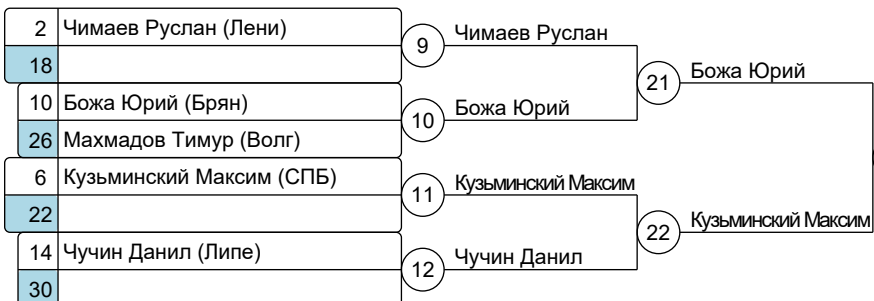 2 Чимаев Руслан (Лени)
18
9 Чимаев Руслан
10 Божа Юрий (Брян)
26 Махмадов Тимур (Волг)
10 Божа Юрий
21 Божа Юрий
6 Кузьминский Максим (СПБ)
22
11 Кузьминский Максим
14 Чучин Данил (Липе)
30
12 Чучин Данил
22 Кузьминский Максим